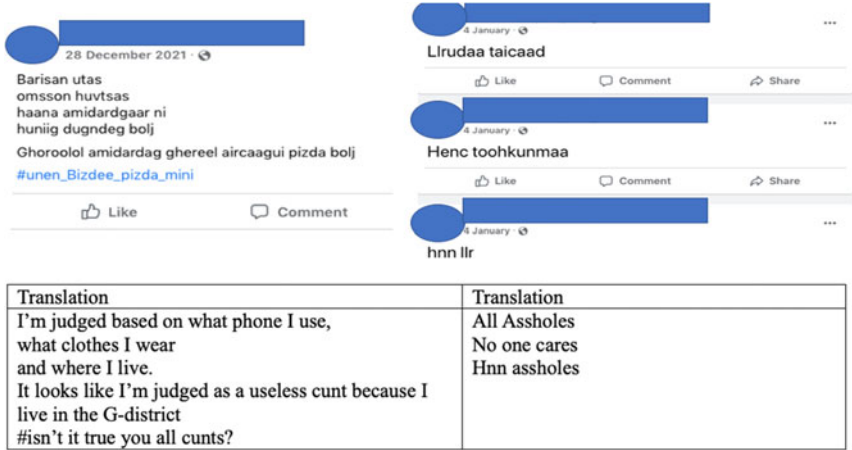 28 December 2021 ·
Barisan utas
omsson huvtsas
haana amidardgaar ni
huniig dugndeg bolj
Ghoroolol amidardag ghereel aircaagui pizda bolj
#unen_Bizdee_pizda_mini
Like Comment
4 January ·
Llrudaa taicaad
Like Comment Share
4 January ·
Henc toohkunmaa
Like Comment Share
4 January ·
hnn llr
Translation
I'm judged based on what phone I use,
what clothes I wear
and where I live.
It looks like I'm judged as a useless cunt because I
live in the G-district
#isn't it true you all cunts?
Translation
All Assholes
No one cares
Hnn assholes